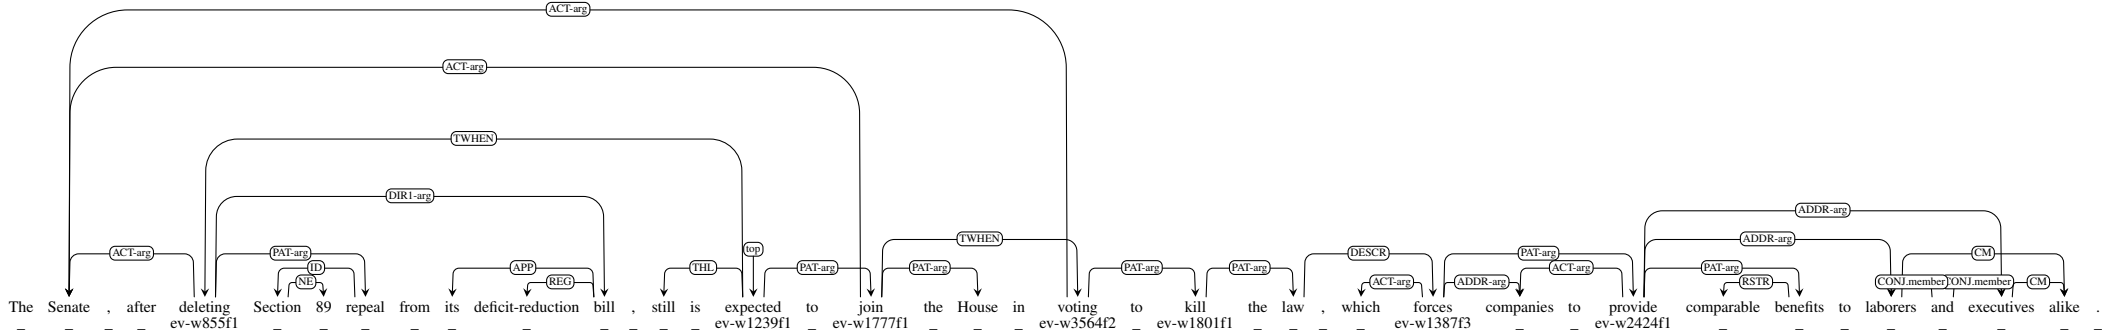 ACT-arg
ACT-arg
TWHEN
DIR1-arg
ADDR-arg
ACT-arg PAT-arg top TWHEN DESCR PAT-arg ADDR-arg CM
ID APP THL PAT-arg PAT-arg PAT-arg PAT-arg ACT-arg PAT-arg
NE REG ACT-arg ADDR-arg RSTR CONJ.member CONJ.member CM
The Senate , after deleting Section 89 repeal from its deficit-reduction bill , still is expected to join the House in voting to kill the law , which forces companies to provide comparable benefits to laborers and executives alike .
_ _ _ _ ev-w855f1 _ _ _ _ _ _ _ _ _ _ ev-w1239f1 _ ev-w1777f1 _ _ _ ev-w3564f2 _ ev-w1801f1 _ _ _ _ ev-w1387f3 _ _ ev-w2424f1 _ _ _ _ _ _ _ _